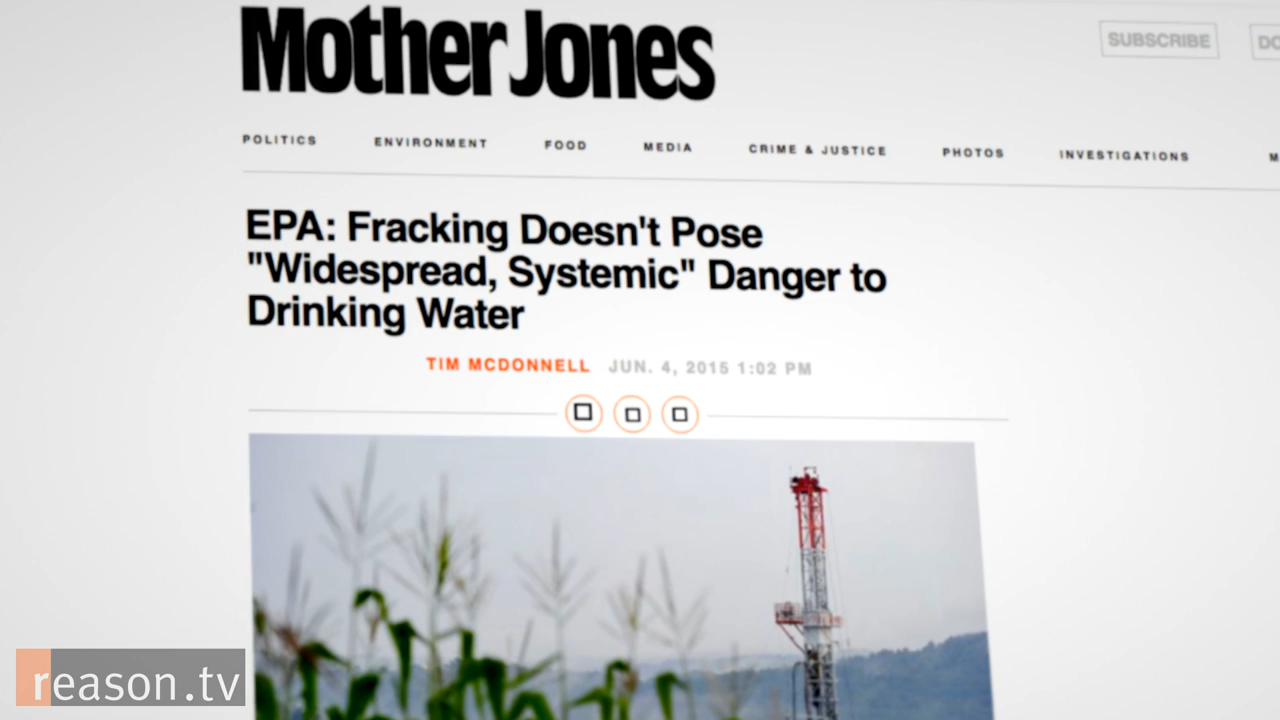 Mother Jones
SUBSCRIBE
DO
POLITICS ENVIRONMENT FOOD MEDIA CRIME & JUSTICE PHOTOS INVESTIGATIONS M
EPA: Fracking Doesn't Pose
"Widespread, Systemic" Danger to
Drinking Water
TIM MCDONNELL JUN. 4, 2015 1:02 PM
reason.tv